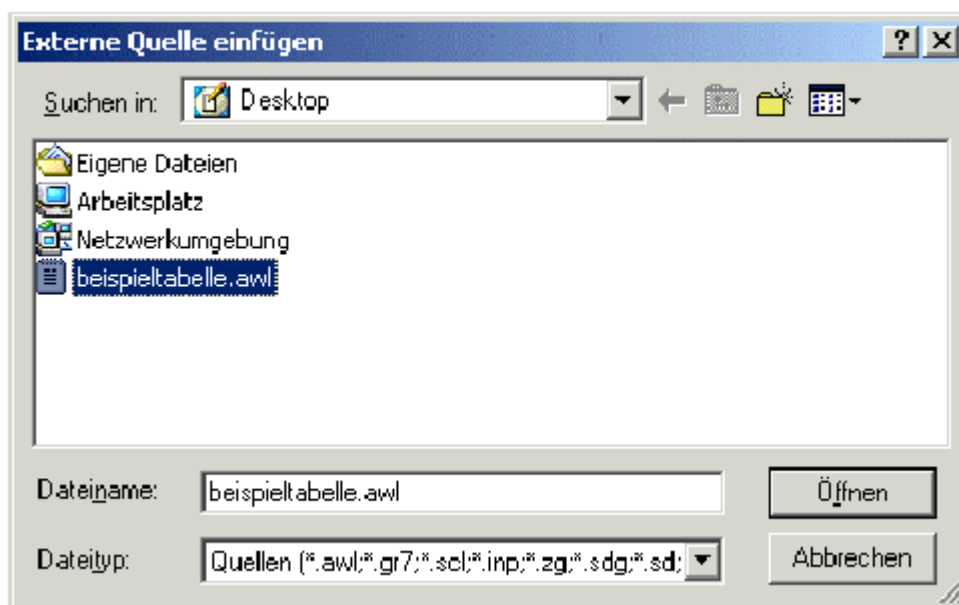 Externe Quelle einfügen
Suchen in: Desktop
Eigene Dateien
Arbeitsplatz
Netzwerkumgebung
beispieltabelle.awl
Dateiname: beispieltabelle.awl Öffnen
Dateityp: Quellen (*.awl;*.gr7;*.scl;*.inp;*.zg;*.sdg;*.sd; Abbrechen